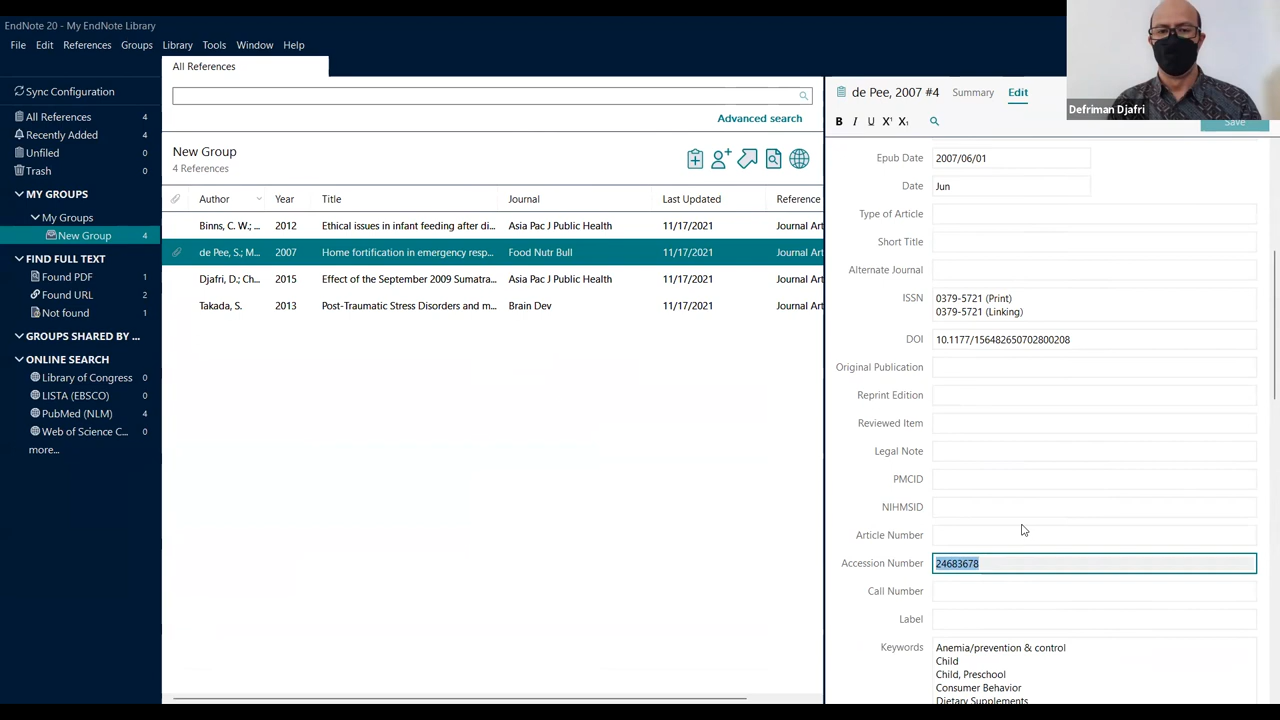 EndNote 20 - My EndNote Library
File Edit References Groups Library Tools Window Help
Sync Configuration
All References 4
Recently Added 4
Unfiled 0
Trash 0
MY GROUPS
My Groups
New Group 4
FIND FULL TEXT
Found PDF 1
Found URL 2
Not found 1
GROUPS SHARED BY ...
ONLINE SEARCH
Library of Congress 0
LISTA (EBSCO) 0
PubMed (NLM) 4
Web of Science C... 0
more...
All References
Advanced search
New Group
4 References
Author Year Title Journal Last Updated Reference
Binns, C. W.; ... 2012 Ethical issues in infant feeding after di... Asia Pac J Public Health 11/17/2021 Journal Art
de Pee, S.; M... 2007 Home fortification in emergency resp... Food Nutr Bull 11/17/2021 Journal Art
Djafri, D.; Ch... 2015 Effect of the September 2009 Sumatra... Asia Pac J Public Health 11/17/2021 Journal Art
Takada, S. 2013 Post-Traumatic Stress Disorders and m... Brain Dev 11/17/2021 Journal Art
de Pee, 2007 #4 Summary Edit
Defriman Djafri
B I U X¹ X₁
Save
Epub Date 2007/06/01
Date Jun
Type of Article
Short Title
Alternate Journal
ISSN 0379-5721 (Print)
0379-5721 (Linking)
DOI 10.1177/156482650702800208
Original Publication
Reprint Edition
Reviewed Item
Legal Note
PMCID
NIHMSID
Article Number
Accession Number 24683678
Call Number
Label
Keywords Anemia/prevention & control
Child
Child, Preschool
Consumer Behavior
Dietary Supplements